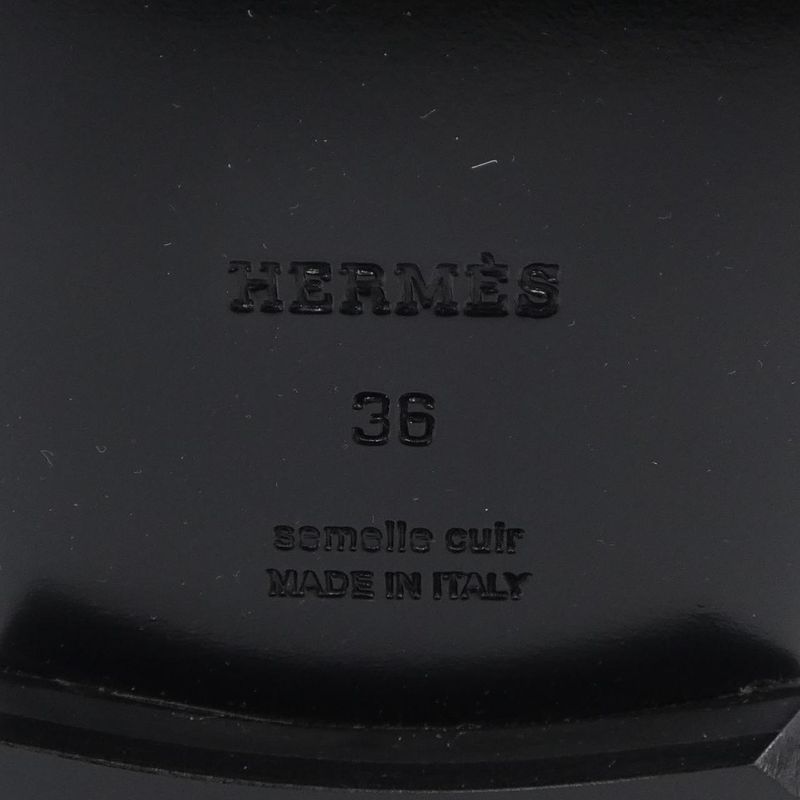 HERMÈS
36
semelle cuir
MADE IN ITALY